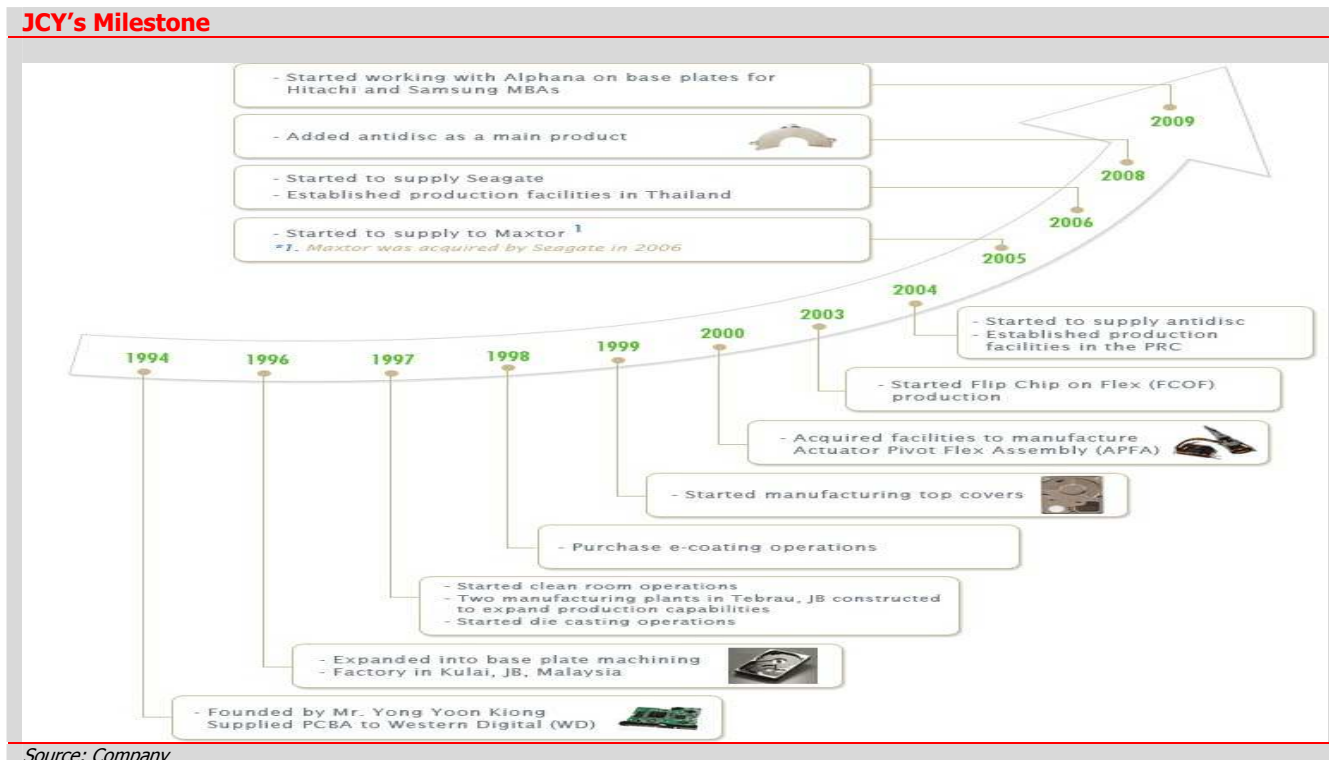 JCY’s Milestone
- Started working with Alphana on base plates for
Hitachi and Samsung MBAs
2009
- Added antidisc as a main product
2008
- Started to supply Seagate
- Established production facilities in Thailand
2006
- Started to supply to Maxtor 1
*1. Maxtor was acquired by Seagate in 2006
2005
2004
- Started to supply antidisc
- Established production
facilities in the PRC
2003
- Started Flip Chip on Flex (FCOF)
production
2000
- Acquired facilities to manufacture
Actuator Pivot Flex Assembly (APFA)
1999
- Started manufacturing top covers
1998
- Purchase e-coating operations
1997
- Started clean room operations
- Two manufacturing plants in Tebrau, JB constructed
to expand production capabilities
- Started die casting operations
1996
- Expanded into base plate machining
- Factory in Kulai, JB, Malaysia
1994
- Founded by Mr. Yong Yoon Kiong
Supplied PCBA to Western Digital (WD)
Source: Company